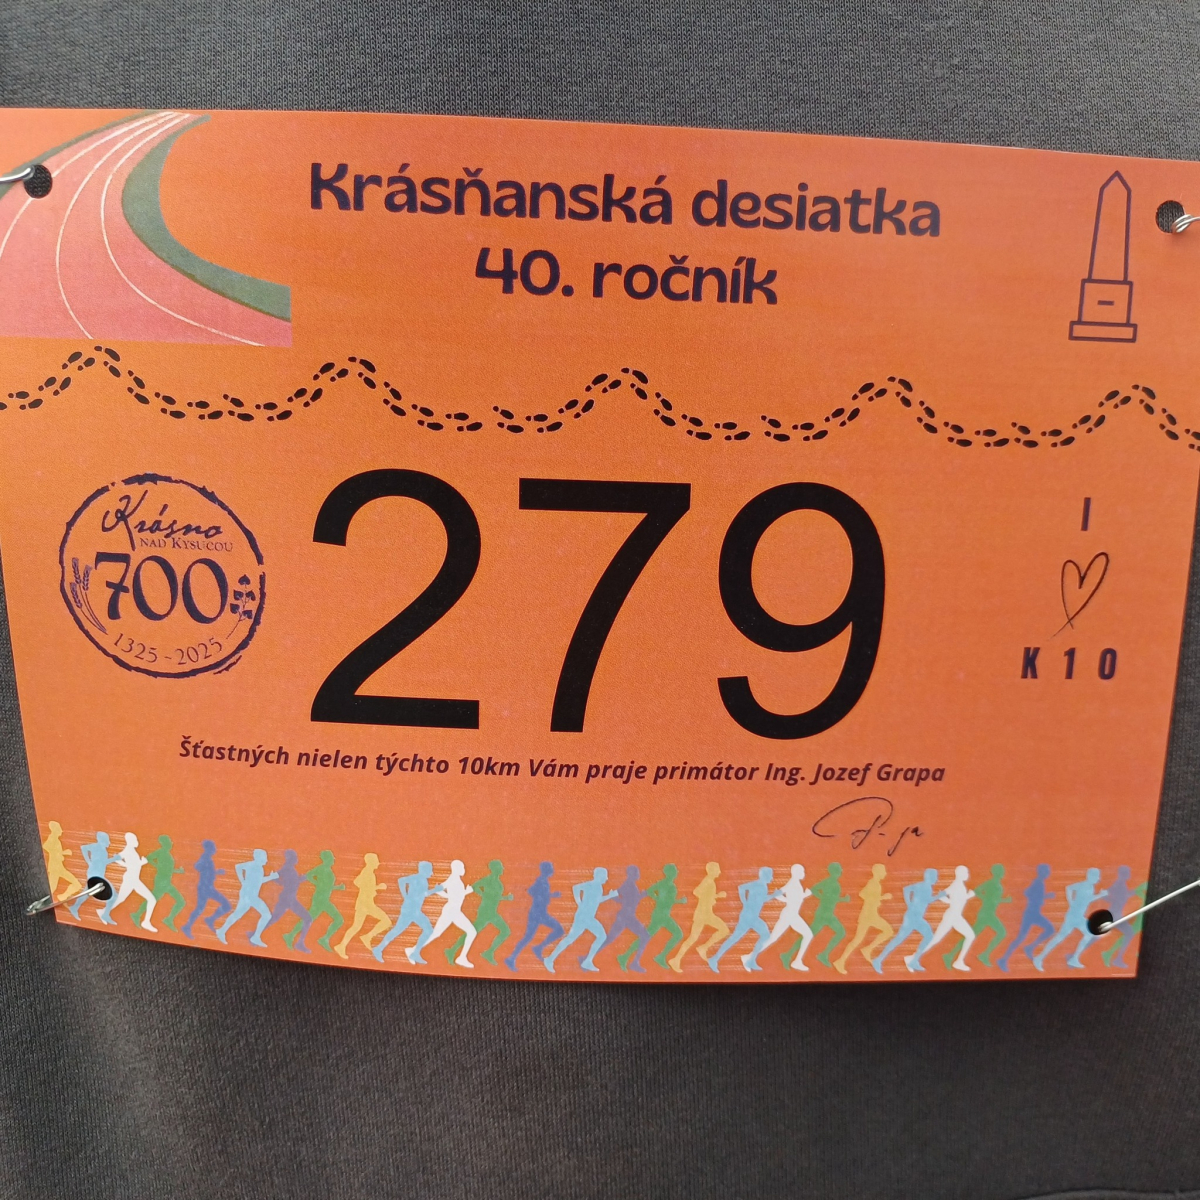 Krásňanská desiatka
40. ročník
Krásno
NAD KYSUCOU
700
1325 - 2025
279
I
K10
Šťastných nielen týchto 10km Vám praje primátor Ing. Jozef Grapa